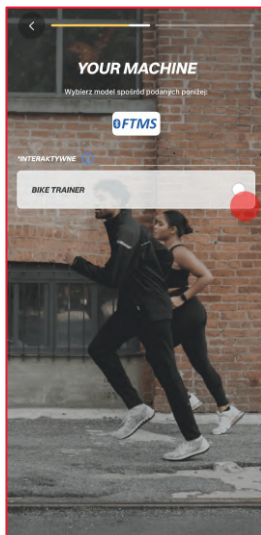 YOUR MACHINE
Wybierz model spośród podanych poniżej:
FTMS
*INTERAKTYWNE
BIKE TRAINER